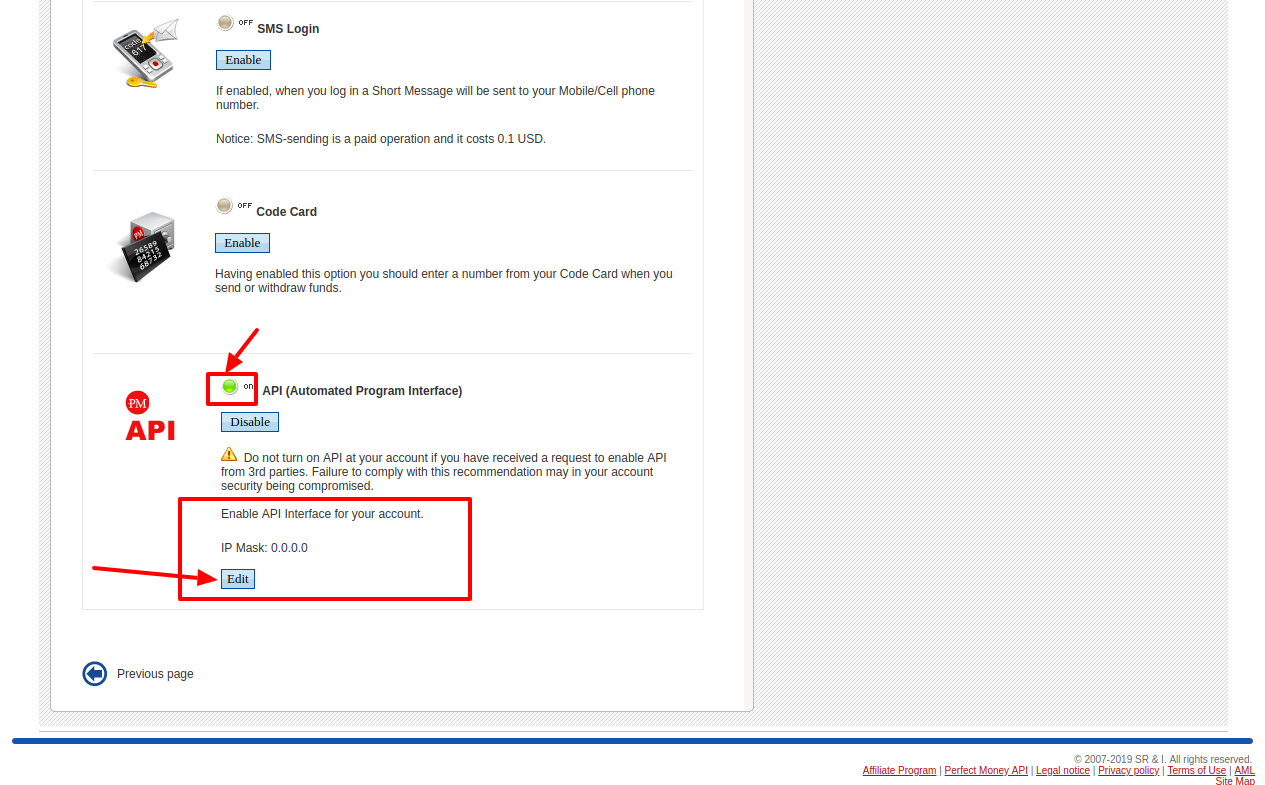 code
617
OFF SMS Login
Enable
If enabled, when you log in a Short Message will be sent to your Mobile/Cell phone
number.
Notice: SMS-sending is a paid operation and it costs 0.1 USD.
PM
26589
84215
68732
OFF Code Card
Enable
Having enabled this option you should enter a number from your Code Card when you
send or withdraw funds.
PM
API
on API (Automated Program Interface)
Disable
Do not turn on API at your account if you have received a request to enable API
from 3rd parties. Failure to comply with this recommendation may in your account
security being compromised.
Enable API Interface for your account.
IP Mask: 0.0.0.0
Edit
Previous page
© 2007-2019 SR & I. All rights reserved.
Affiliate Program | Perfect Money API | Legal notice | Privacy policy | Terms of Use | AML
Site Map